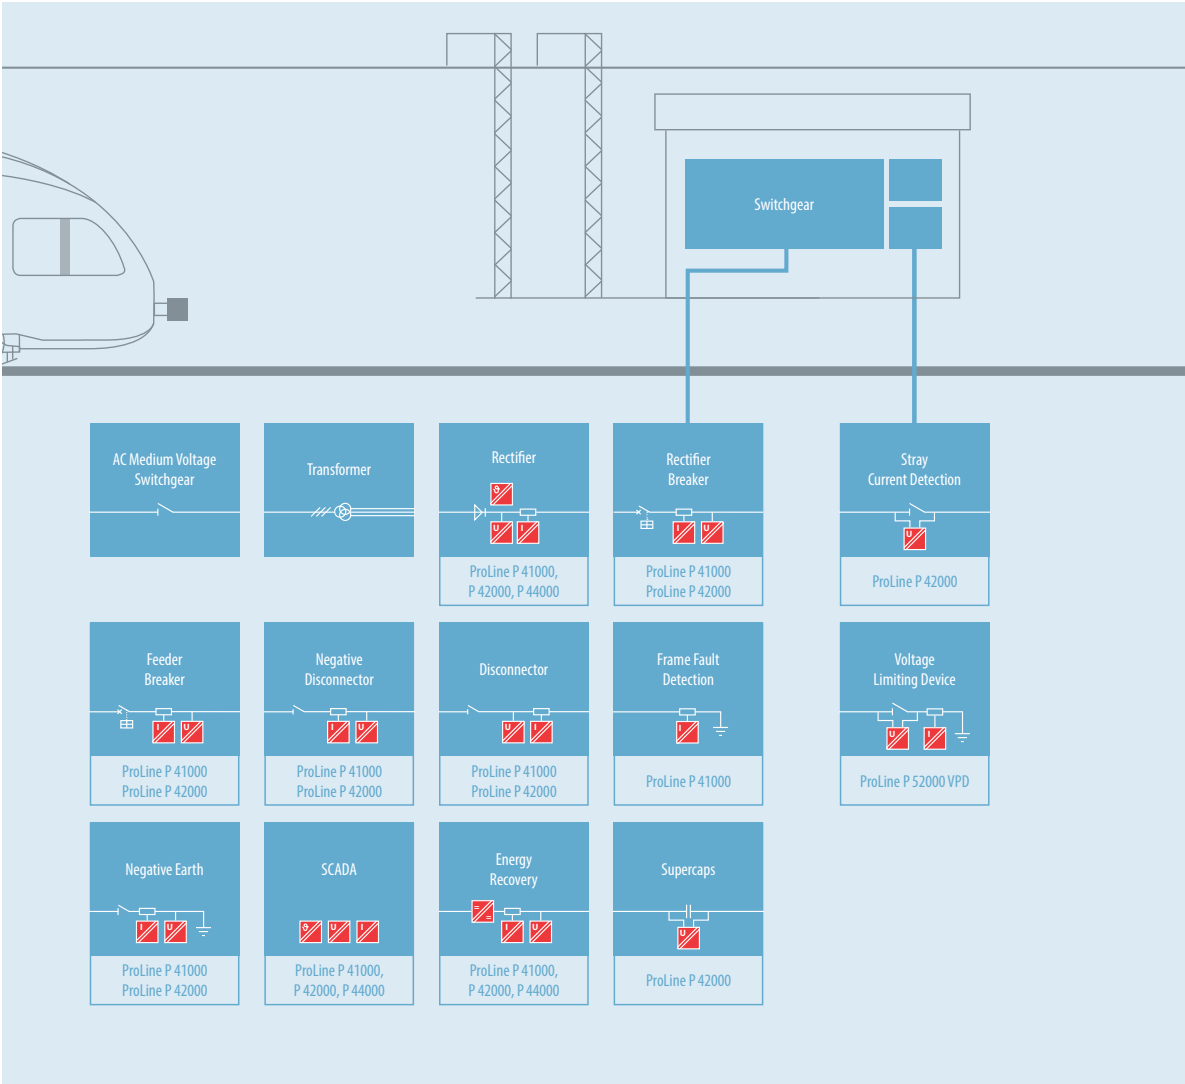 Switchgear
AC Medium Voltage
Switchgear
Transformer
Rectifier
ϑ
U
I
ProLine P 41000,
P 42000, P 44000
Rectifier
Breaker
I
U
ProLine P 41000
ProLine P 42000
Stray
Current Detection
U
ProLine P 42000
Feeder
Breaker
I
U
ProLine P 41000
ProLine P 42000
Negative
Disconnector
I
U
ProLine P 41000
ProLine P 42000
Disconnector
U
I
ProLine P 41000
ProLine P 42000
Frame Fault
Detection
I
ProLine P 41000
Voltage
Limiting Device
U
I
ProLine P 52000 VPD
Negative Earth
I
U
ProLine P 41000
ProLine P 42000
SCADA
ϑ
U
I
ProLine P 41000,
P 42000, P 44000
Energy
Recovery
=
=
I
U
ProLine P 41000,
P 42000, P 44000
Supercaps
U
ProLine P 42000